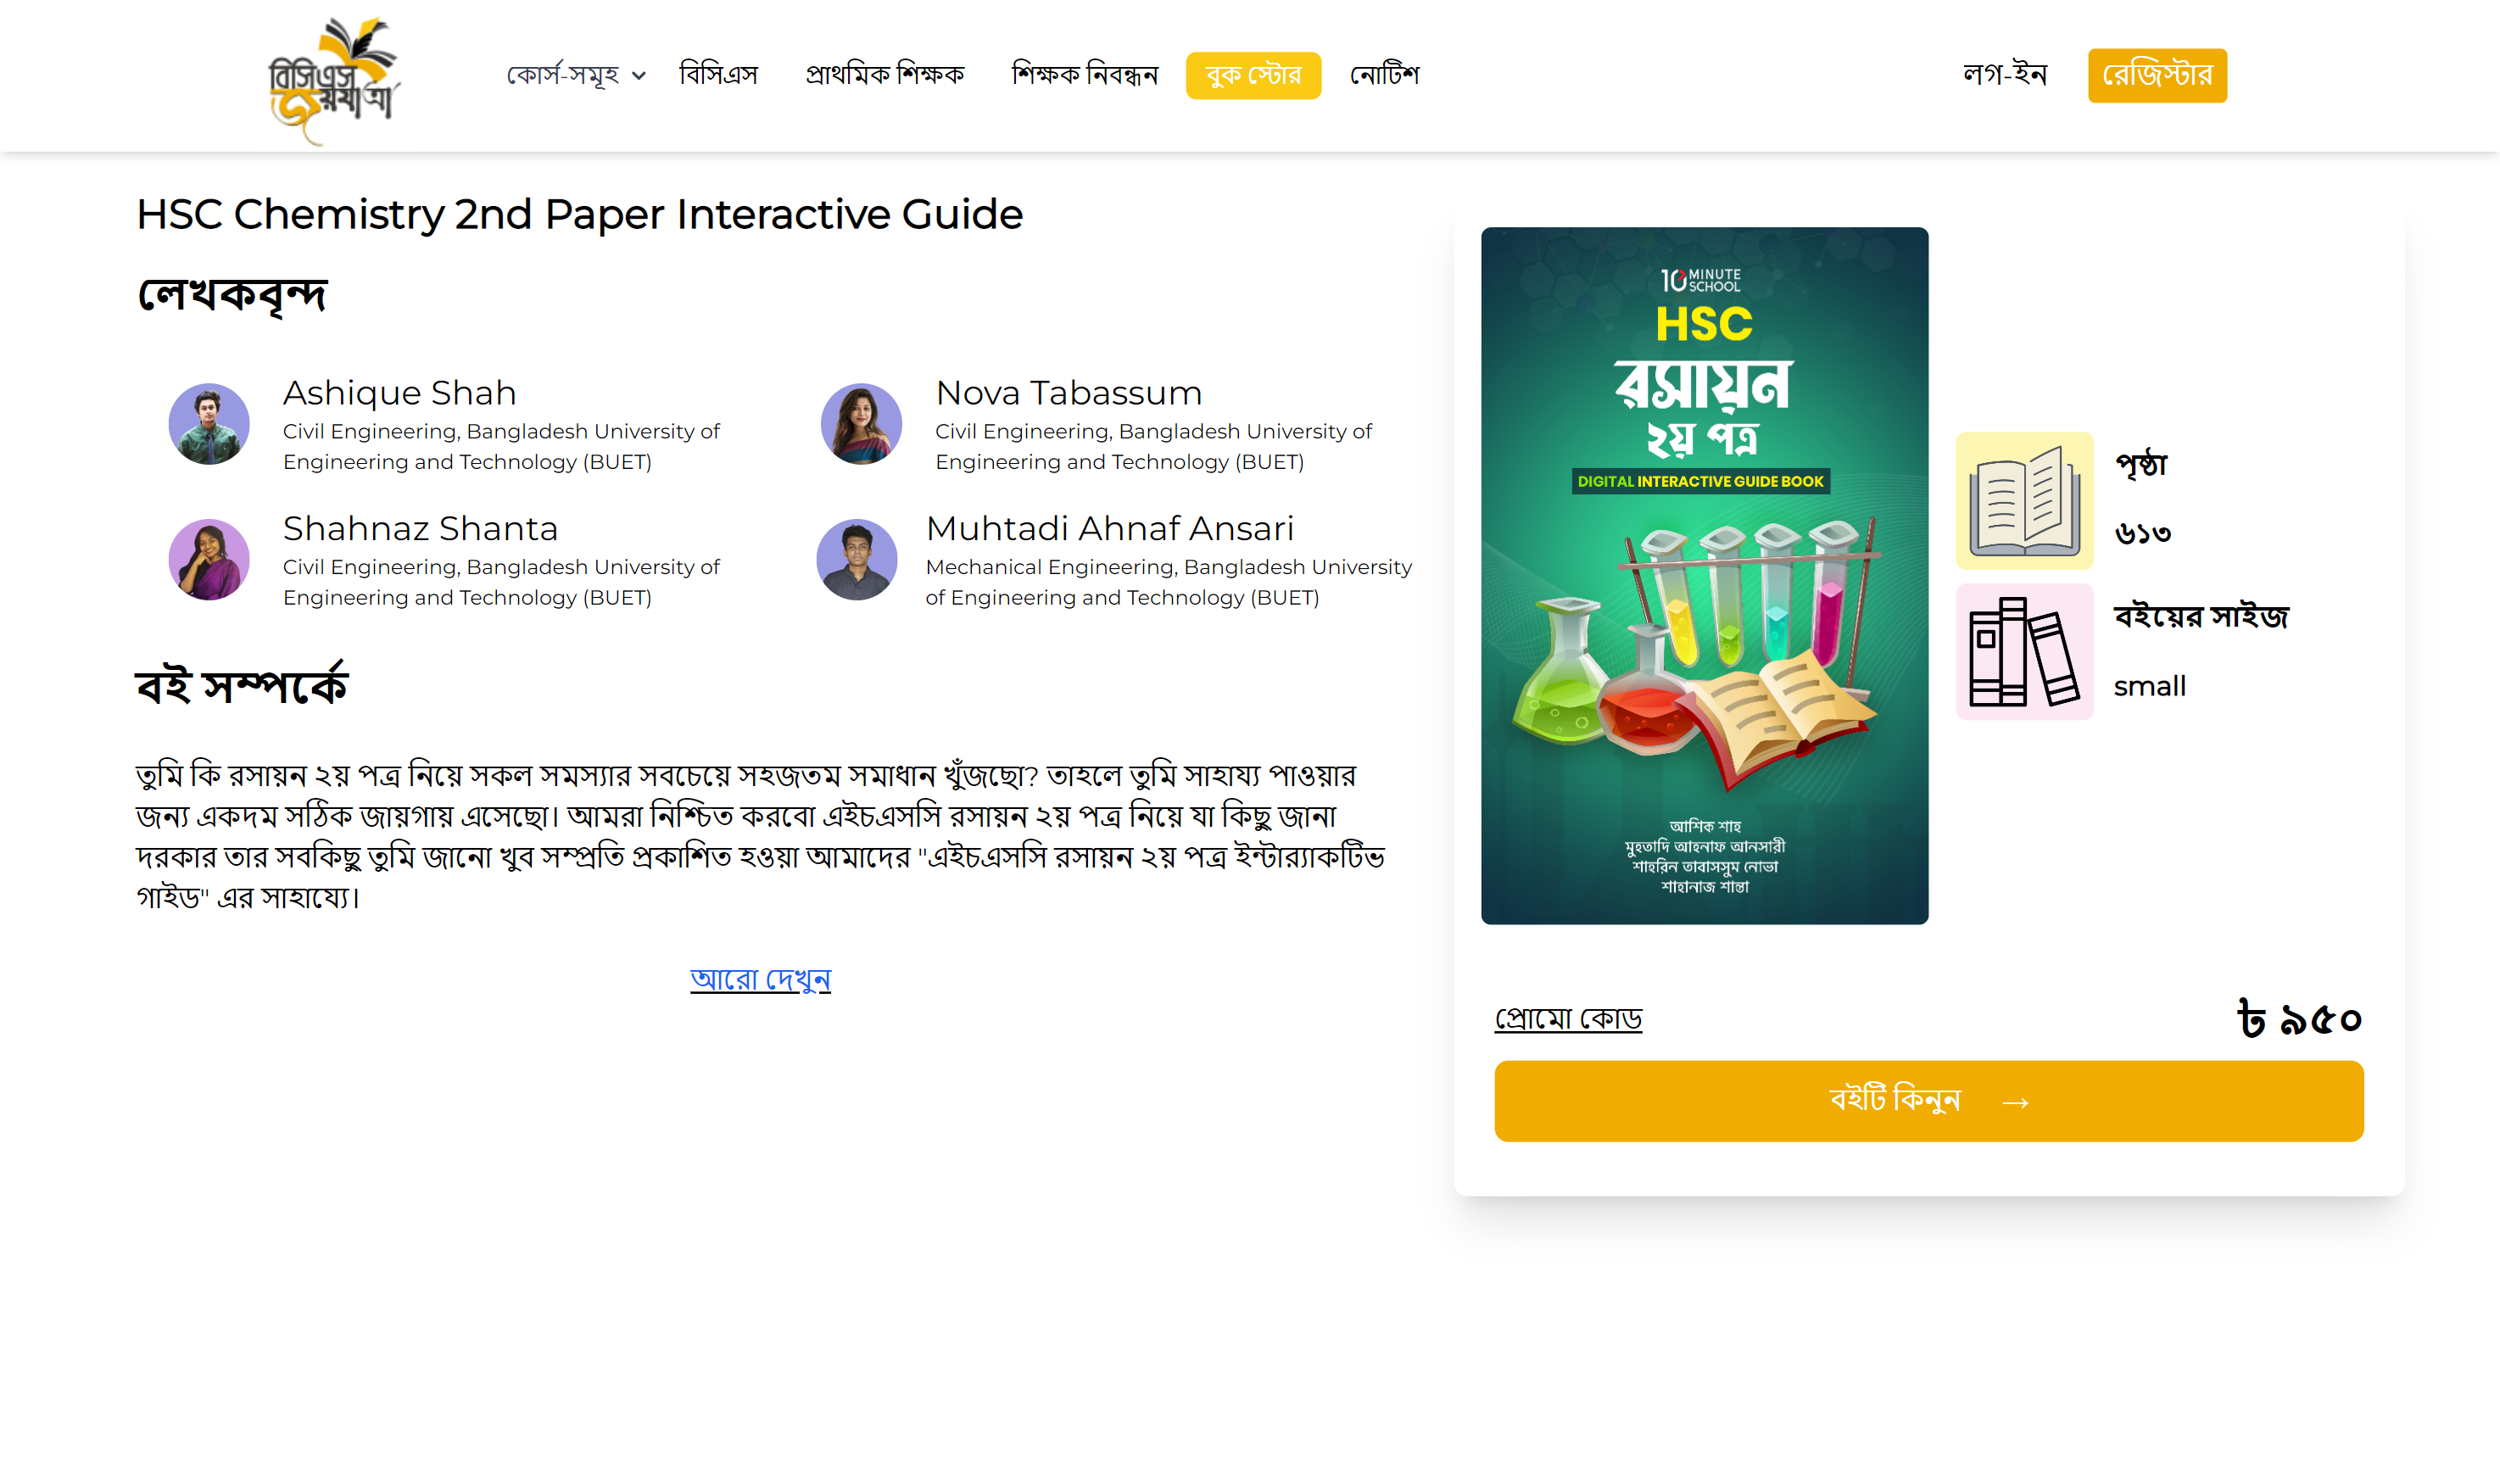 বিসিএস
জয়যাত্রা
কোর্স-সমূহ
বিসিএস
প্রাথমিক শিক্ষক
শিক্ষক নিবন্ধন
বুক স্টোর
নোটিশ
লগ-ইন
রেজিস্টার
HSC Chemistry 2nd Paper Interactive Guide
লেখকবৃন্দ
Ashique Shah
Civil Engineering, Bangladesh University of
Engineering and Technology (BUET)
Nova Tabassum
Civil Engineering, Bangladesh University of
Engineering and Technology (BUET)
Shahnaz Shanta
Civil Engineering, Bangladesh University of
Engineering and Technology (BUET)
Muhtadi Ahnaf Ansari
Mechanical Engineering, Bangladesh University
of Engineering and Technology (BUET)
বই সম্পর্কে
তুমি কি রসায়ন ২য় পত্র নিয়ে সকল সমস্যার সবচেয়ে সহজতম সমাধান খুঁজছো? তাহলে তুমি সাহায্য পাওয়ার
জন্য একদম সঠিক জায়গায় এসেছো। আমরা নিশ্চিত করবো এইচএসসি রসায়ন ২য় পত্র নিয়ে যা কিছু জানা
দরকার তার সবকিছু তুমি জানো খুব সম্প্রতি প্রকাশিত হওয়া আমাদের "এইচএসসি রসায়ন ২য় পত্র ইন্টার‍্যাকটিভ
গাইড" এর সাহায্যে।
আরো দেখুন
10 MINUTE SCHOOL
HSC
রসায়ন
২য় পত্র
DIGITAL INTERACTIVE GUIDE BOOK
আশিক শাহ
মুহতাদি আহনাফ আনসারী
শাহরিন তাবাসসুম নোভা
শাহানাজ শান্তা
পৃষ্ঠা
৬১৩
বইয়ের সাইজ
small
প্রোমো কোড
৳ ৯৫০
বইটি কিনুন →